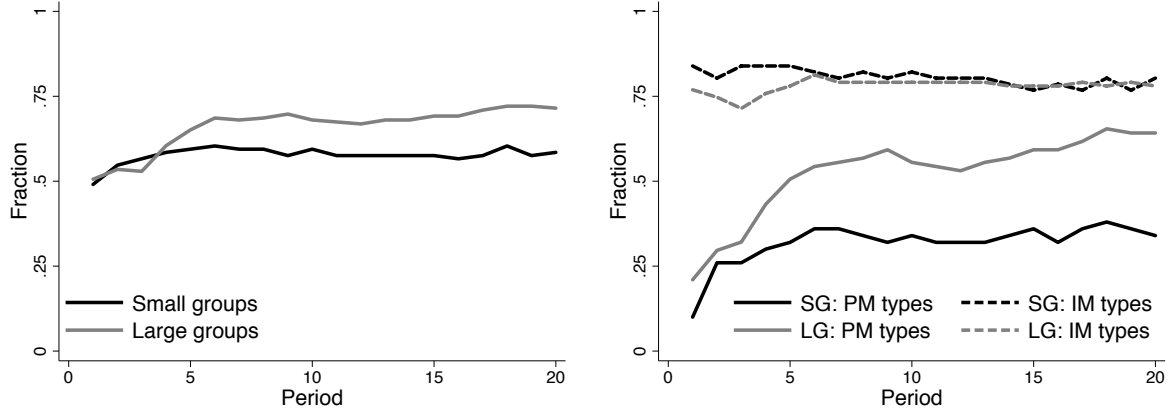 1
.75
.5
.25
0
Fraction
0 5 10 15 20
Period
Small groups
Large groups
1
.75
.5
.25
0
Fraction
0 5 10 15 20
Period
SG: PM types SG: IM types
LG: PM types LG: IM types